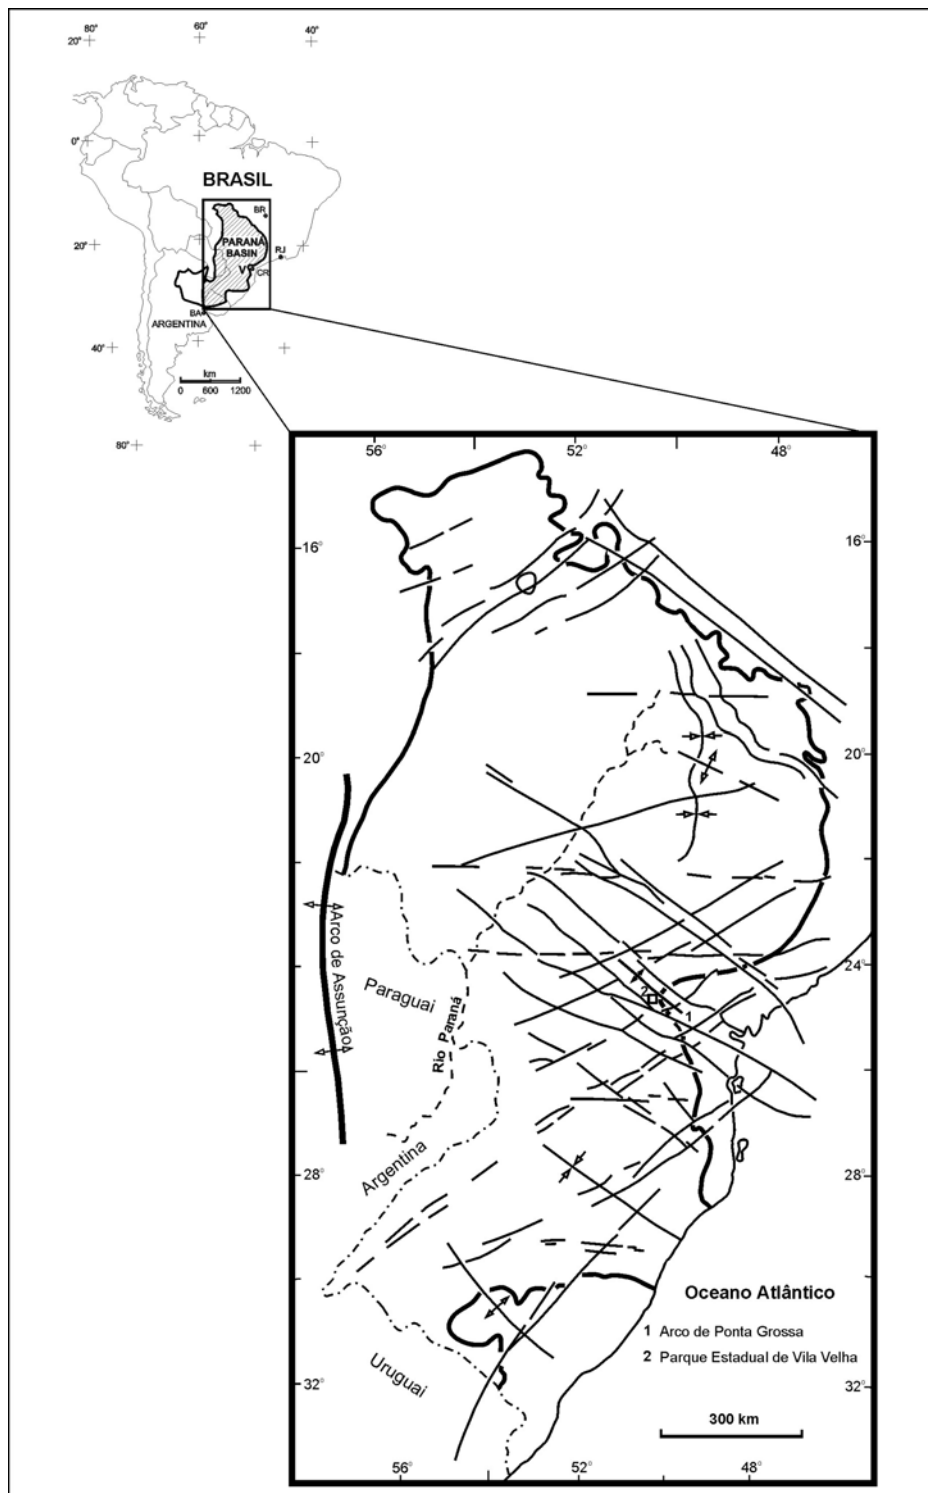 80° 60° 40°
20°
0°
BRASIL
BR
20°
PARANÁ
BASIN
RJ
V
CR
BA
ARGENTINA
40°
km
0 600 1200
80°
56° 52° 48°
16° 16°
20° 20°
Arco de Assunção
24°
Paraguai
2
1
Rio Paraná
Argentina
28° 28°
Oceano Atlântico
1 Arco de Ponta Grossa
2 Parque Estadual de Vila Velha
Uruguai
32° 32°
300 km
56° 52° 48°